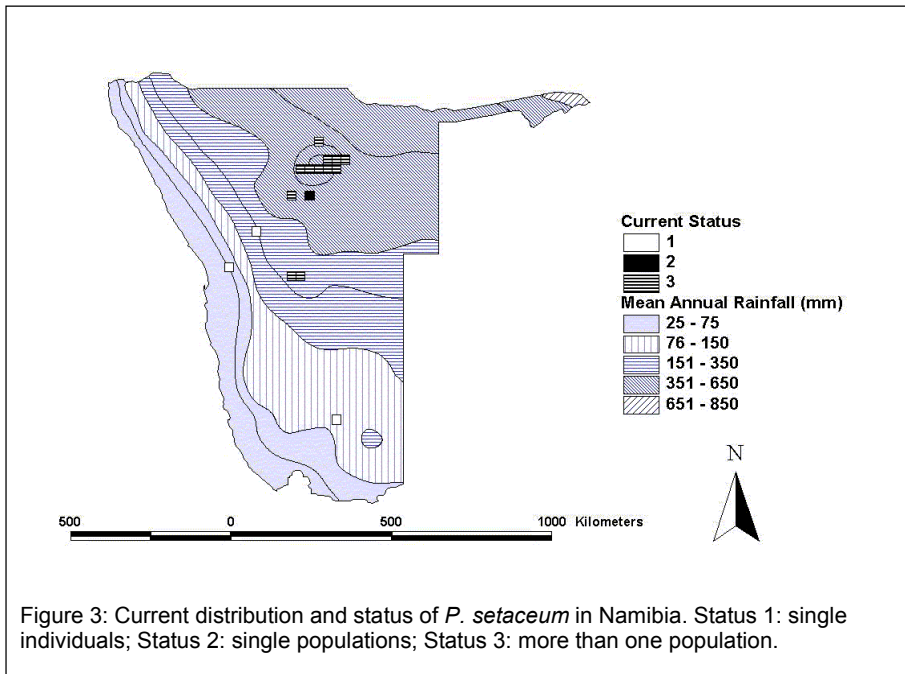 Current Status
1
2
3
Mean Annual Rainfall (mm)
25 - 75
76 - 150
151 - 350
351 - 650
651 - 850
N
500 0 500 1000 Kilometers
Figure 3: Current distribution and status of P. setaceum in Namibia. Status 1: single
individuals; Status 2: single populations; Status 3: more than one population.